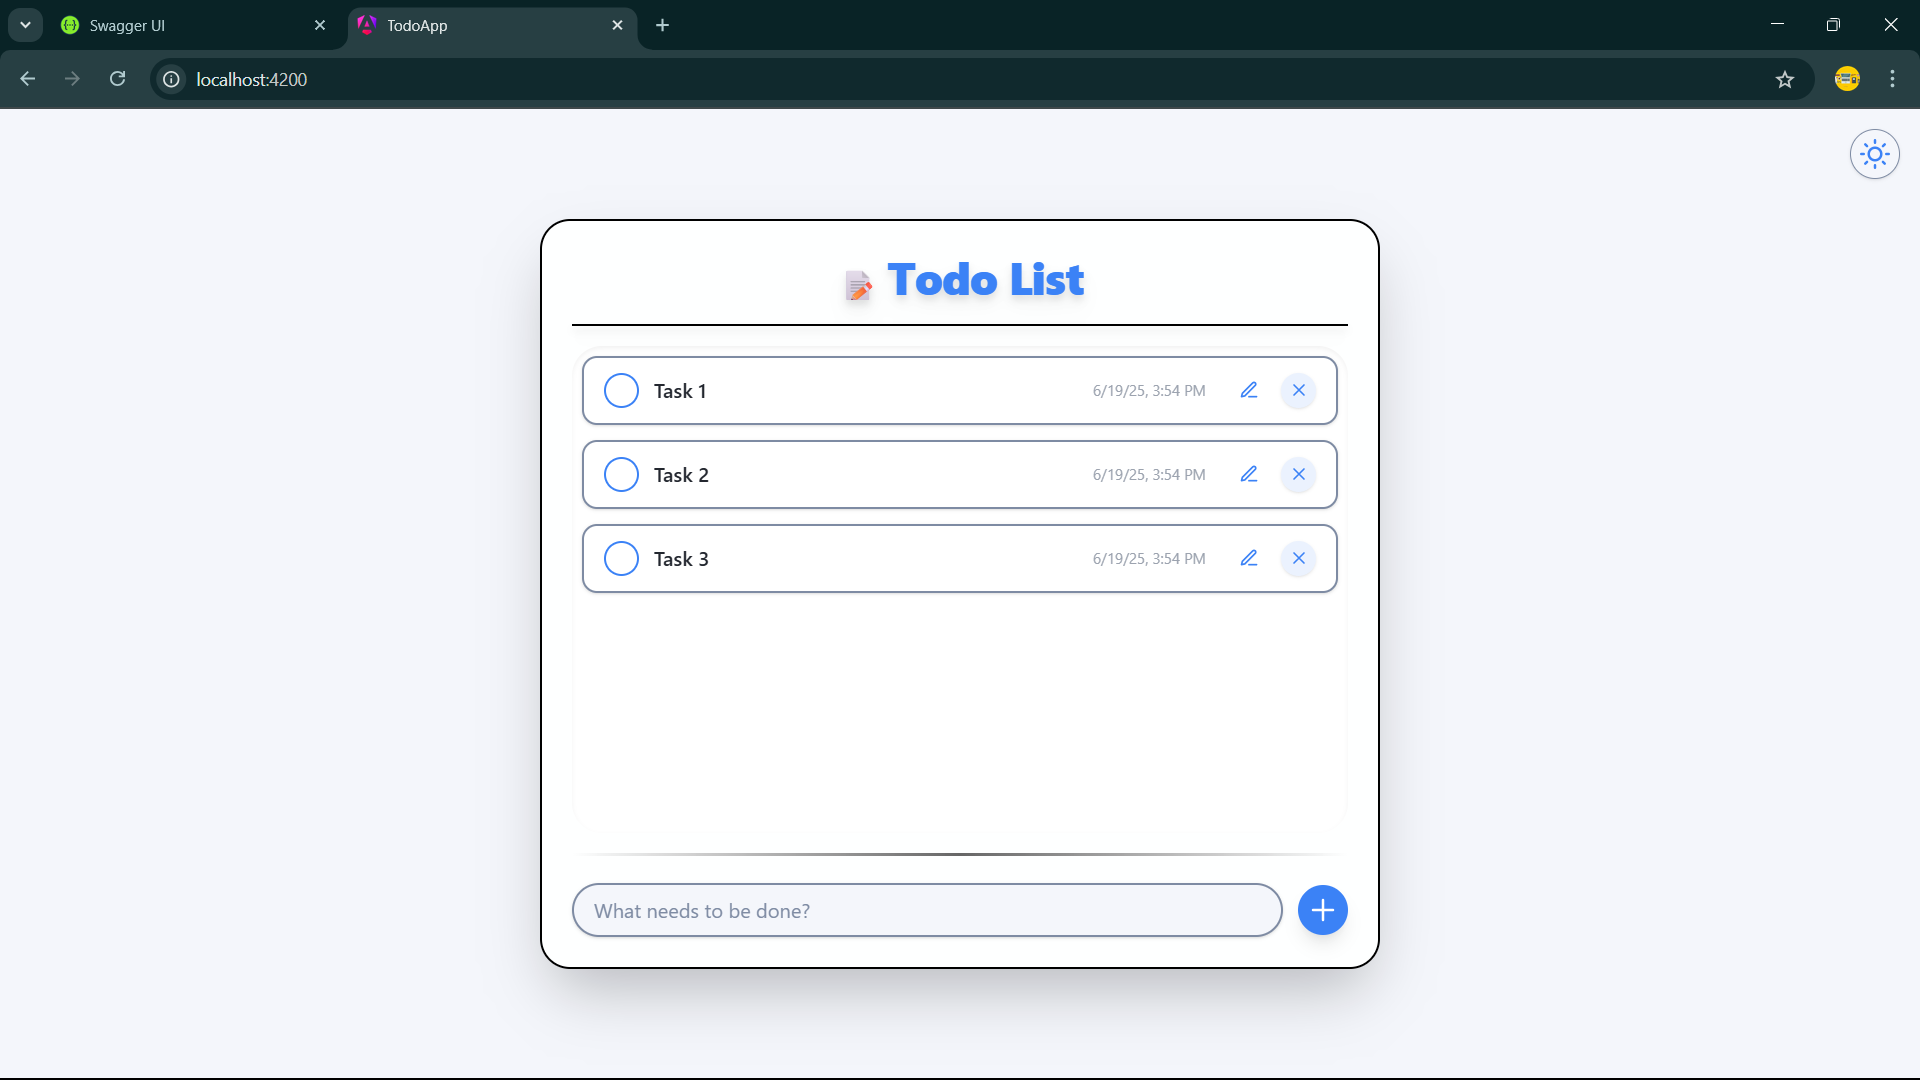 Swagger UI
TodoApp
localhost:4200
Todo List
Task 1
6/19/25, 3:54 PM
Task 2
6/19/25, 3:54 PM
Task 3
6/19/25, 3:54 PM
What needs to be done?